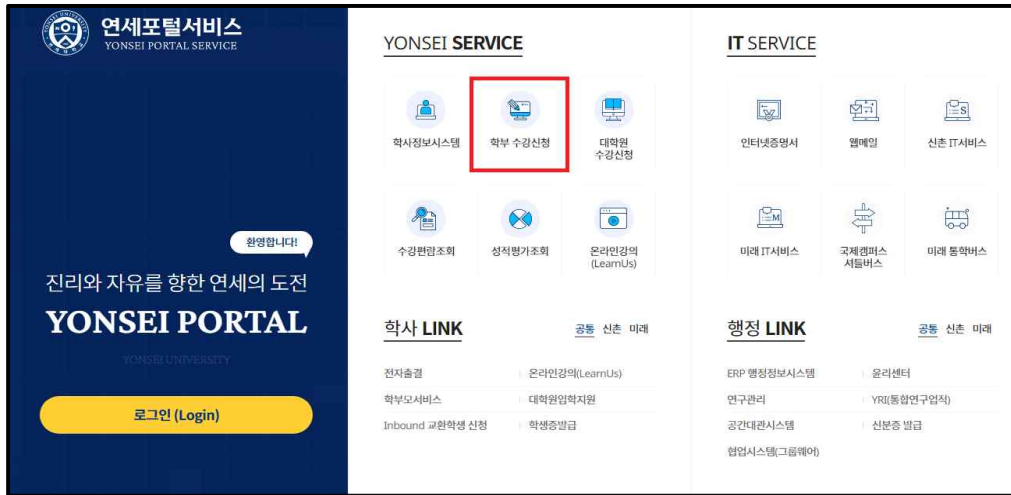 연세포털서비스
YONSEI PORTAL SERVICE
환영합니다!
진리와 자유를 향한 연세의 도전
YONSEI PORTAL
YONSEI UNIVERSITY
로그인 (Login)
YONSEI SERVICE
학사정보시스템
학부 수강신청
대학원
수강신청
수강편람조회
성적평가조회
온라인강의
(LearnUs)
IT SERVICE
인터넷증명서
웹메일
신촌 IT서비스
미래 IT서비스
국제캠퍼스
셔틀버스
미래 통학버스
학사 LINK
공통 신촌 미래
전자출결
온라인강의(LearnUs)
학부모서비스
대학원입학지원
Inbound 교환학생 신청
학생증발급
행정 LINK
공통 신촌 미래
ERP 행정정보시스템
윤리센터
연구관리
YRI(통합연구업적)
공간대관시스템
신분증 발급
협업시스템(그룹웨어)